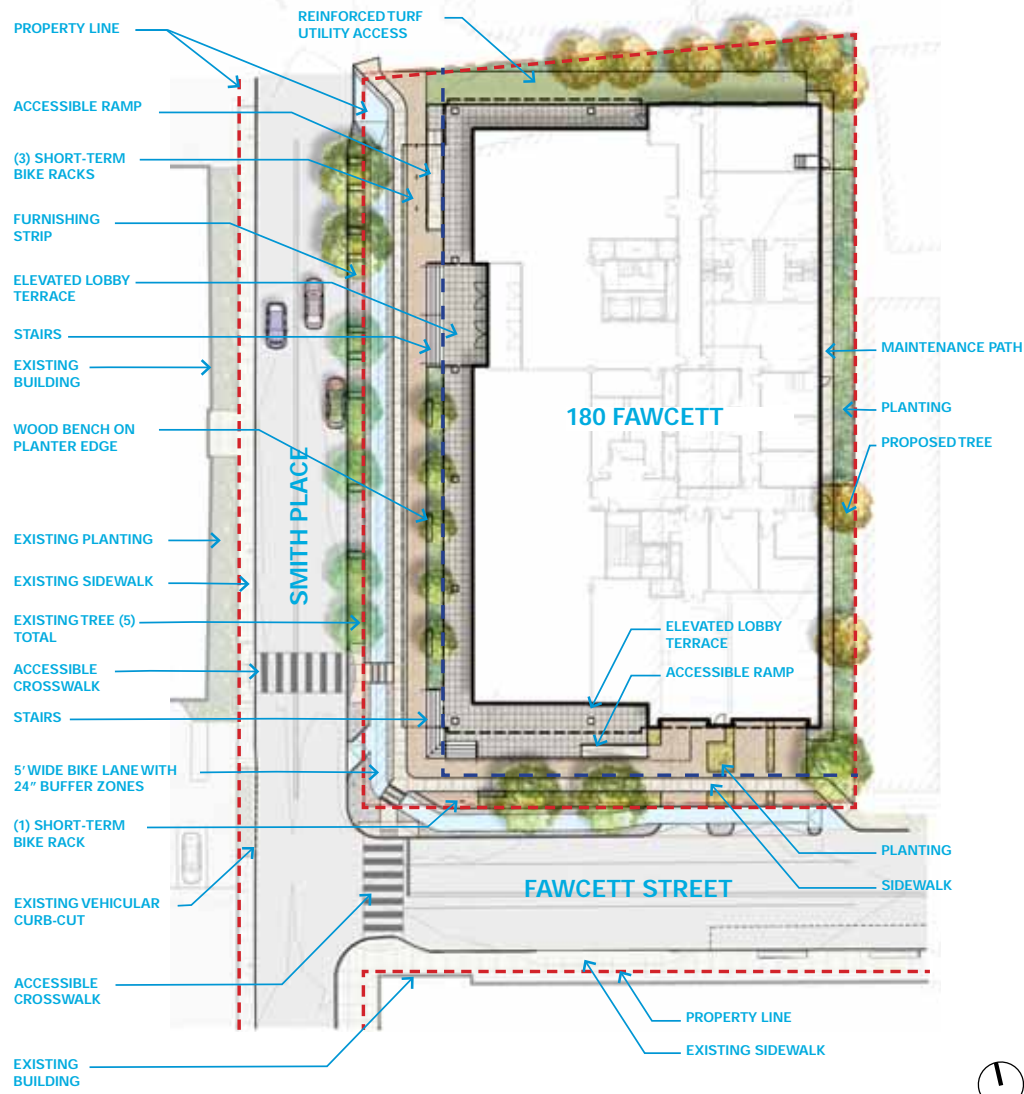 PROPERTY LINE
ACCESSIBLE RAMP
(3) SHORT-TERM
BIKE RACKS
FURNISHING
STRIP
ELEVATED LOBBY
TERRACE
STAIRS
EXISTING
BUILDING
WOOD BENCH ON
PLANTER EDGE
EXISTING PLANTING
EXISTING SIDEWALK
EXISTING TREE (5)
TOTAL
ACCESSIBLE
CROSSWALK
STAIRS
5' WIDE BIKE LANE WITH
24" BUFFER ZONES
(1) SHORT-TERM
BIKE RACK
EXISTING VEHICULAR
CURB-CUT
ACCESSIBLE
CROSSWALK
EXISTING
BUILDING
REINFORCED TURF
UTILITY ACCESS
SMITH PLACE
180 FAWCETT
ELEVATED LOBBY
TERRACE
ACCESSIBLE RAMP
FAWCETT STREET
MAINTENANCE PATH
PLANTING
PROPOSED TREE
PLANTING
SIDEWALK
PROPERTY LINE
EXISTING SIDEWALK